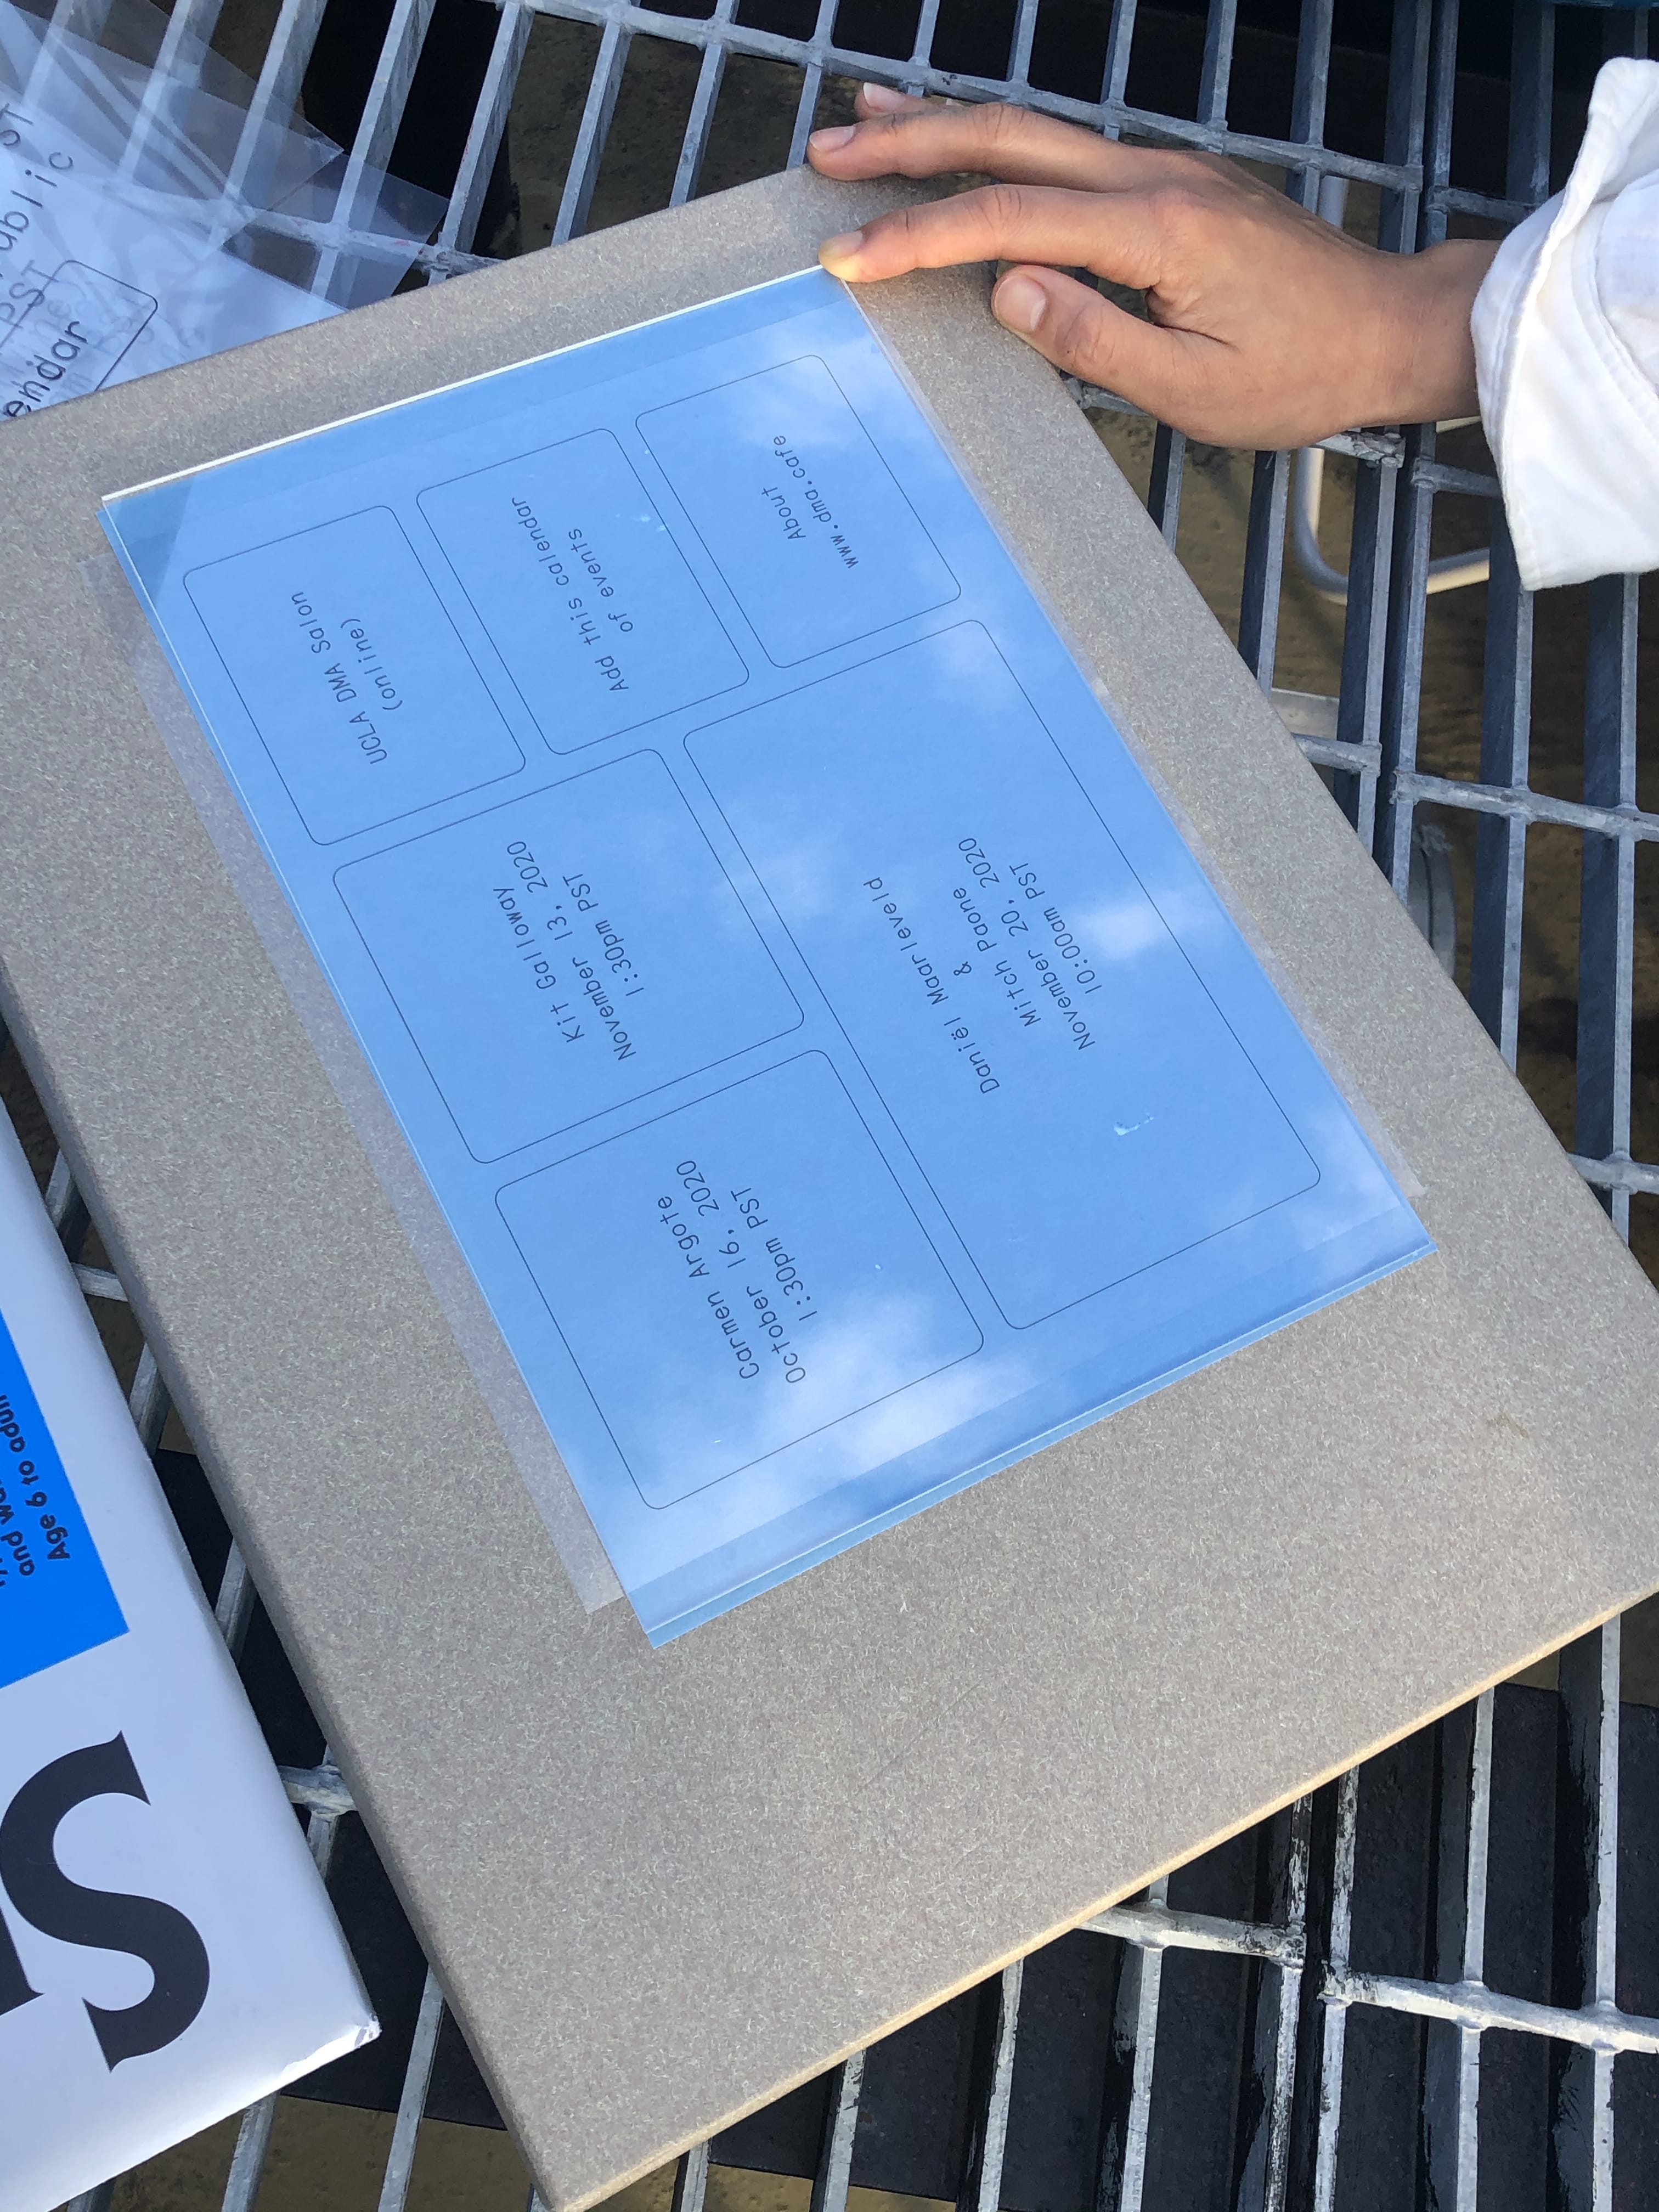 UCLA DMA Salon
(online)
Add this calendar
of events
About
www.dma.cafe
Kit Galloway
November 13, 2020
1:30pm PST
Daniël Maarleveld
&
Mitch Paone
November 20, 2020
10:00am PST
Carmen Argote
October 16, 2020
1:30pm PST
PST
and
Age 6 to adult
S